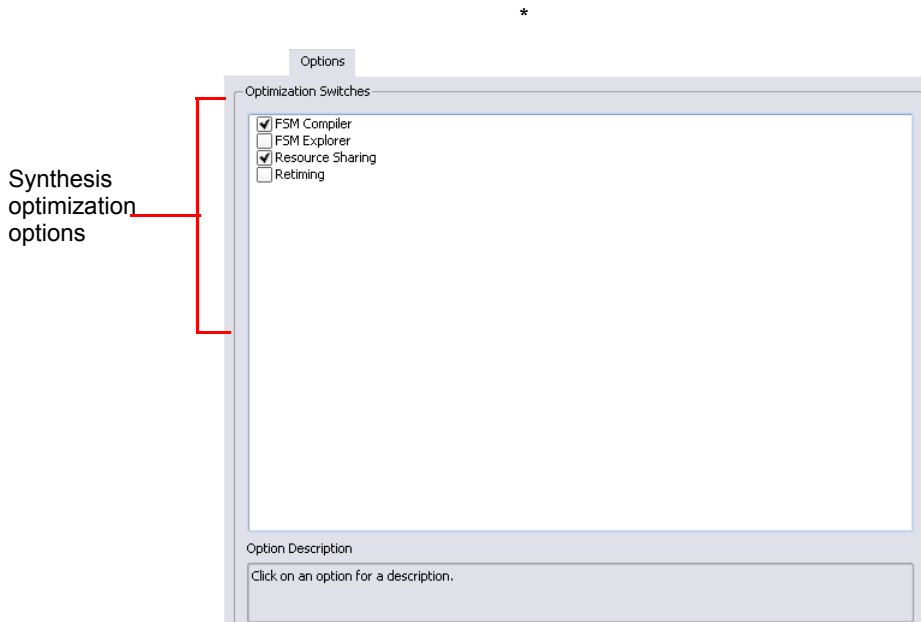 *
Options
Optimization Switches
FSM Compiler
FSM Explorer
Resource Sharing
Retiming
Synthesis
optimization
options
Option Description
Click on an option for a description.